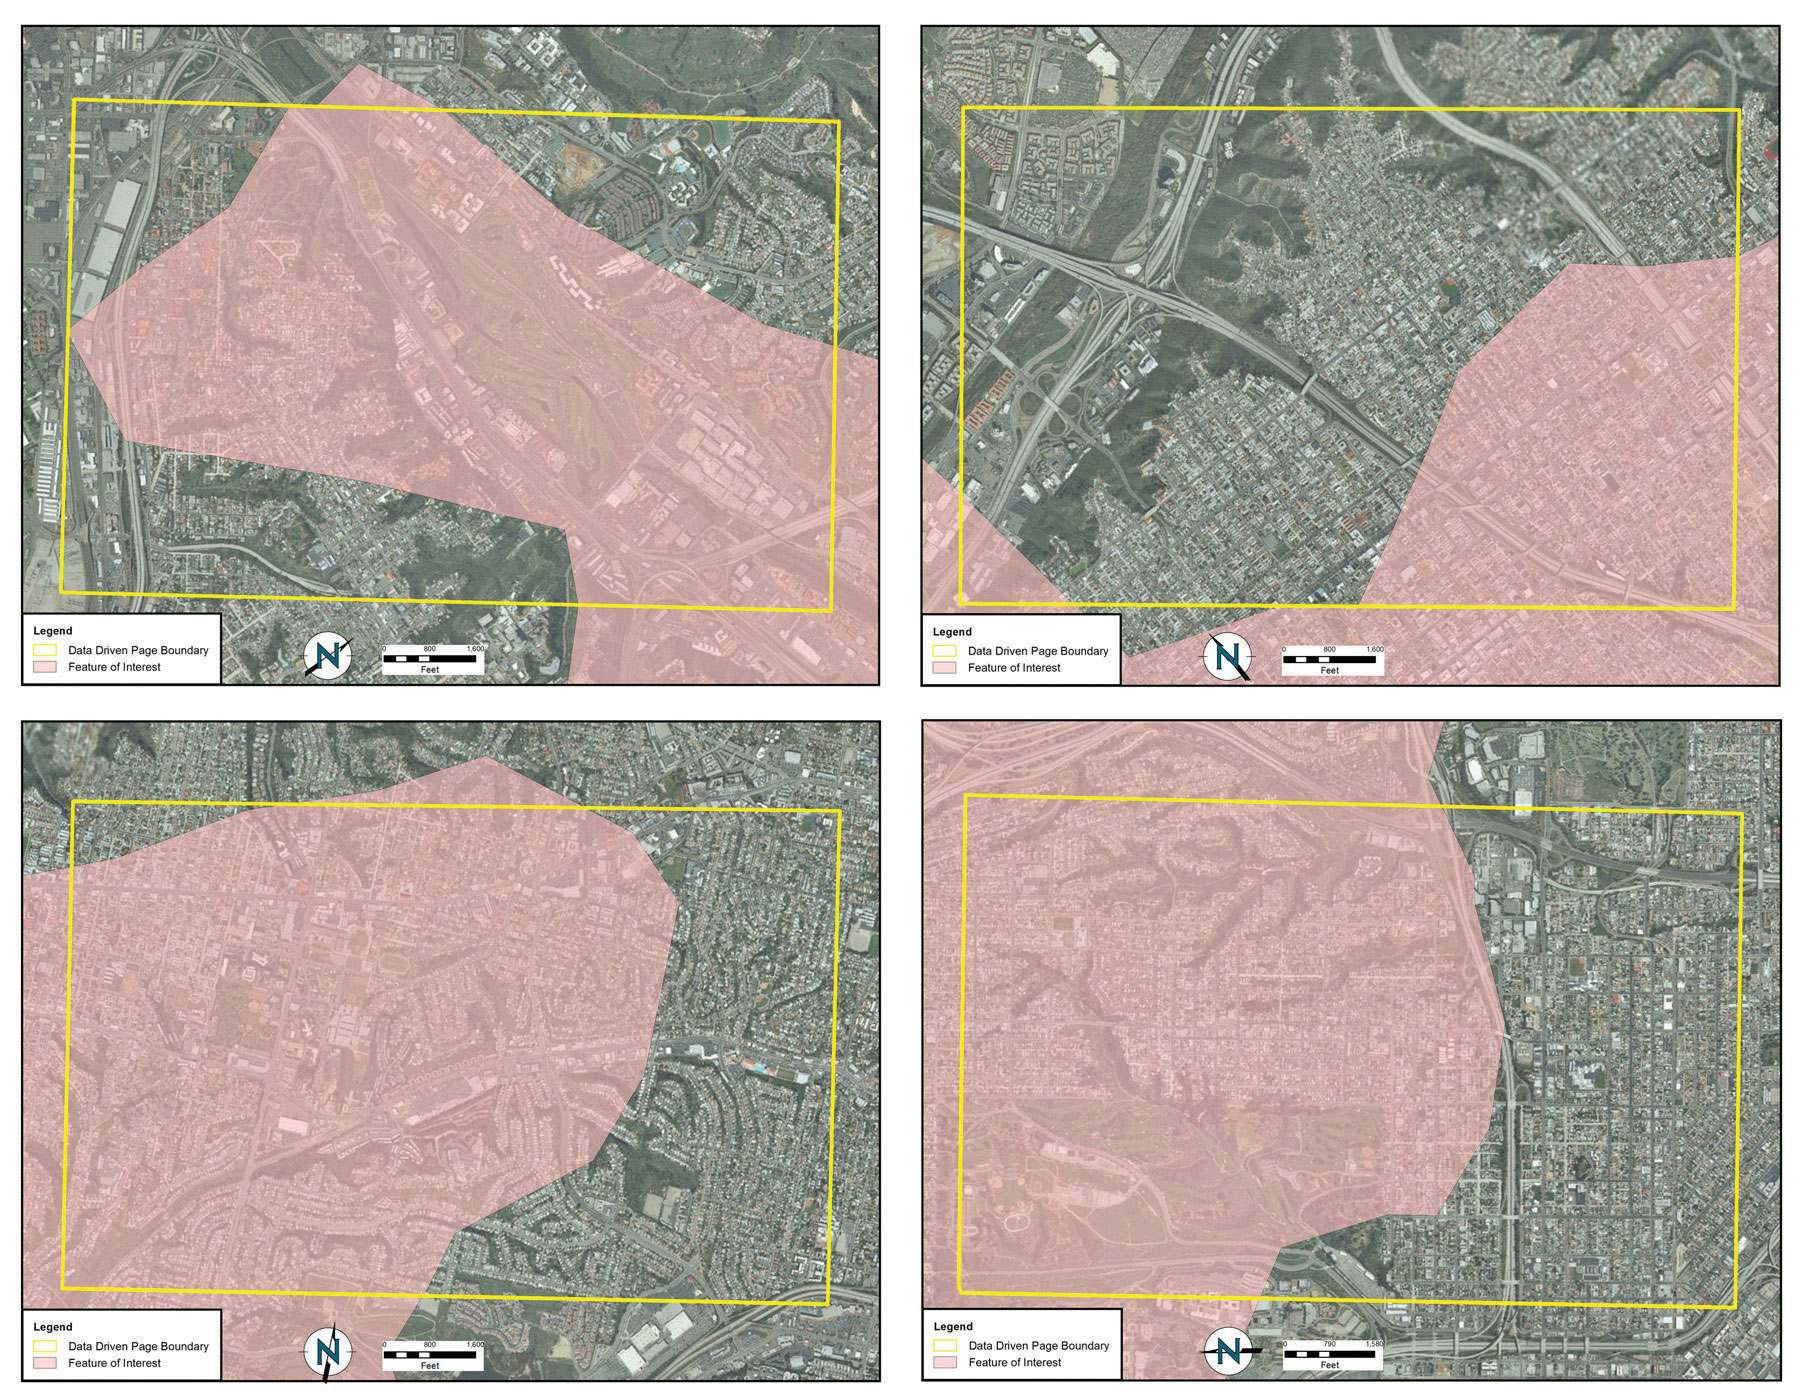 Legend
Data Driven Page Boundary
Feature of Interest
N
0 800 1,600
Feet
Legend
Data Driven Page Boundary
Feature of Interest
N
0 800 1,600
Feet
Legend
Data Driven Page Boundary
Feature of Interest
N
0 800 1,600
Feet
Legend
Data Driven Page Boundary
Feature of Interest
N
0 790 1,580
Feet